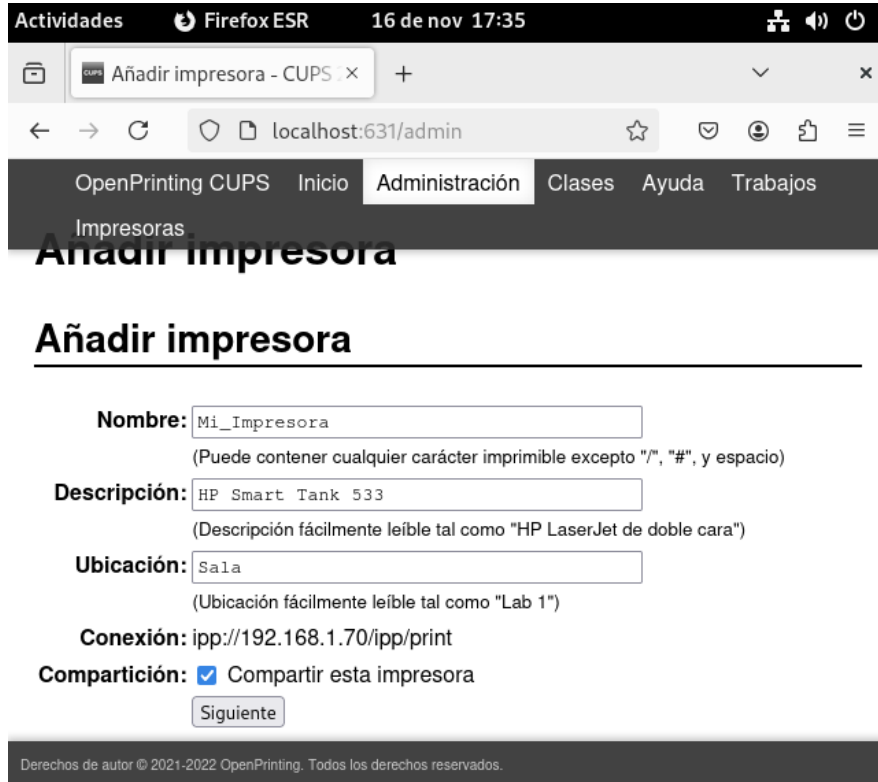 Actividades Firefox ESR 16 de nov 17:35
CUPS Añadir impresora - CUPS
localhost:631/admin
OpenPrinting CUPS Inicio Administración Clases Ayuda Trabajos
Impresoras
Añadir impresora
Añadir impresora
Nombre: Mi_Impresora
(Puede contener cualquier carácter imprimible excepto "/", "#", y espacio)
Descripción: HP Smart Tank 533
(Descripción fácilmente leíble tal como "HP LaserJet de doble cara")
Ubicación: Sala
(Ubicación fácilmente leíble tal como "Lab 1")
Conexión: ipp://192.168.1.70/ipp/print
Compartición: Compartir esta impresora
Siguiente
Derechos de autor © 2021-2022 OpenPrinting. Todos los derechos reservados.